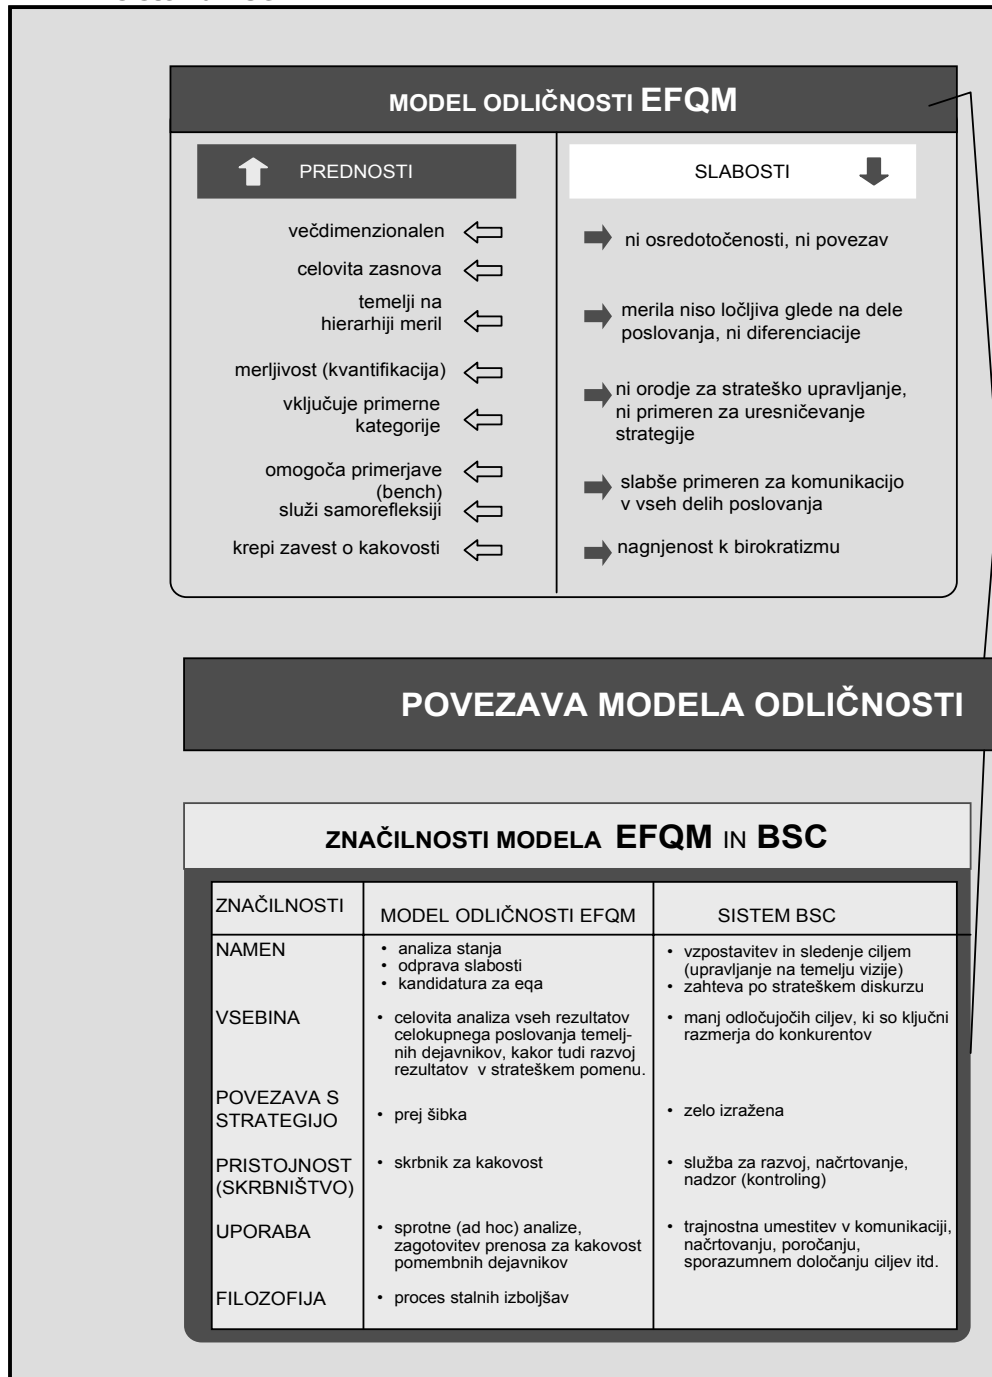 MODEL ODLIČNOSTI EFQM
PREDNOSTI
večdimenzionalen
celovita zasnova
temelji na
hierarhiji meril
merljivost (kvantifikacija)
vključuje primerne
kategorije
omogoča primerjave
(bench)
služi samorefleksiji
krepi zavest o kakovosti
SLABOSTI
ni osredotočenosti, ni povezav
merila niso ločljiva glede na dele
poslovanja, ni diferenciacije
ni orodje za strateško upravljanje,
ni primeren za uresničevanje
strategije
slabše primeren za komunikacijo
v vseh delih poslovanja
nagnjenost k birokratizmu
POVEZAVA MODELA ODLIČNOSTI
ZNAČILNOSTI MODELA EFQM IN BSC
ZNAČILNOSTI
MODEL ODLIČNOSTI EFQM
SISTEM BSC
NAMEN
• analiza stanja
• odprava slabosti
• kandidatura za eqa
• vzpostavitev in sledenje ciljem
(upravljanje na temelju vizije)
• zahteva po strateškem diskurzu
VSEBINA
• celovita analiza vseh rezultatov
celokupnega poslovanja temelj-
nih dejavnikov, kakor tudi razvoj
rezultatov v strateškem pomenu.
• manj odločujočih ciljev, ki so ključni
razmerja do konkurentov
POVEZAVA S
STRATEGIJO
• prej šibka
• zelo izražena
PRISTOJNOST
(SKRBNIŠTVO)
• skrbnik za kakovost
• služba za razvoj, načrtovanje,
nadzor (kontroling)
UPORABA
• sprotne (ad hoc) analize,
zagotovitev prenosa za kakovost
pomembnih dejavnikov
• trajnostna umestitev v komunikaciji,
načrtovanju, poročanju,
sporazumnem določanju ciljev itd.
FILOZOFIJA
• proces stalnih izboljšav